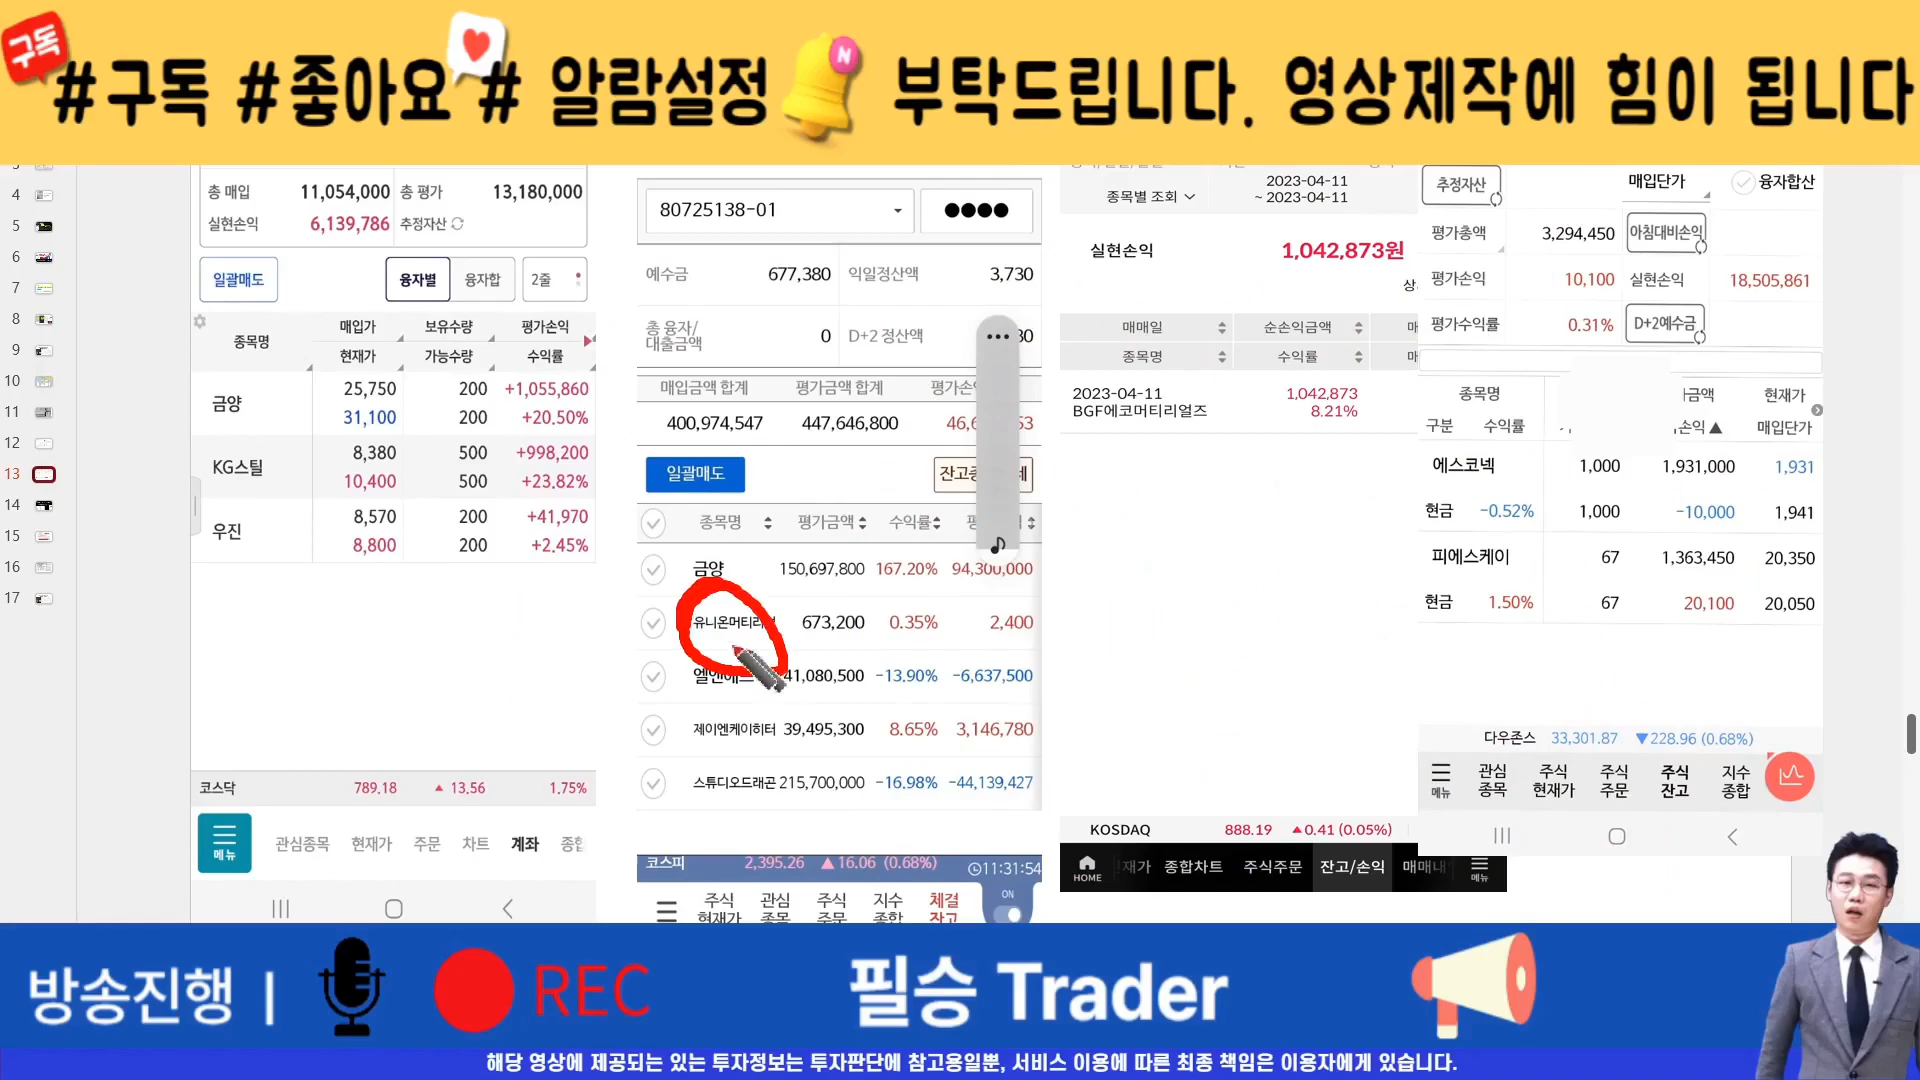 구독
#구독 #좋아요 # 알람설정 N 부탁드립니다. 영상제작에 힘이 됩니다
4
5
6
7
8
9
10
11
12
13
14
15
16
17
총 매입 11,054,000 총 평가 13,180,000
실현손익 6,139,786 추정자산
일괄매도 융자별 융자합 2줄
종목명 매입가 보유수량 평가손익
현재가 가능수량 수익률
금양 25,750 200 +1,055,860
31,100 200 +20.50%
KG스틸 8,380 500 +998,200
10,400 500 +23.82%
우진 8,570 200 +41,970
8,800 200 +2.45%
코스닥 789.18 ▲ 13.56 1.75%
메뉴 관심종목 현재가 주문 차트 계좌
80725138-01 ●●●●
예수금 677,380 익일정산액 3,730
총 융자/
대출금액 0 D+2 정산액
매입금액 합계 평가금액 합계
400,974,547 447,646,800
일괄매도
종목명 평가금액 수익률
금양 150,697,800 167.20% 94,300,000
673,200 0.35% 2,400
41,080,500 -13.90% -6,637,500
제이엔케이히터 39,495,300 8.65% 3,146,780
스튜디오드래곤 215,700,000 -16.98% -44,139,427
코스피 2,395.26 ▲16.06 (0.68%) 11:31:54
주식 관심 주식 지수 체결 ON
현재가 종목 주문 종합 잔고
종목별 조회 2023-04-11
~ 2023-04-11
실현손익 1,042,873원
매매일 순손익금액
종목명 수익률
2023-04-11 1,042,873
BGF에코머티리얼즈 8.21%
KOSDAQ 888.19 ▲0.41 (0.05%)
HOME 종합차트 주식주문 잔고/손익 메뉴
추정자산 매입단가 융자합산
평가총액 3,294,450 아침대비손익
평가손익 10,100 실현손익 18,505,861
평가수익률 0.31% D+2예수금
종목명 현재가
구분 수익률 ▲ 매입단가
에스코넥 1,000 1,931,000 1,931
현금 -0.52% 1,000 -10,000 1,941
피에스케이 67 1,363,450 20,350
현금 1.50% 67 20,100 20,050
다우존스 33,301.87 ▼228.96 (0.68%)
메뉴 관심 주식 주식 주식 지수
종목 현재가 주문 잔고 종합
방송진행 | REC 필승 Trader
해당 영상에 제공되는 있는 투자정보는 투자판단에 참고용일뿐, 서비스 이용에 따른 최종 책임은 이용자에게 있습니다.